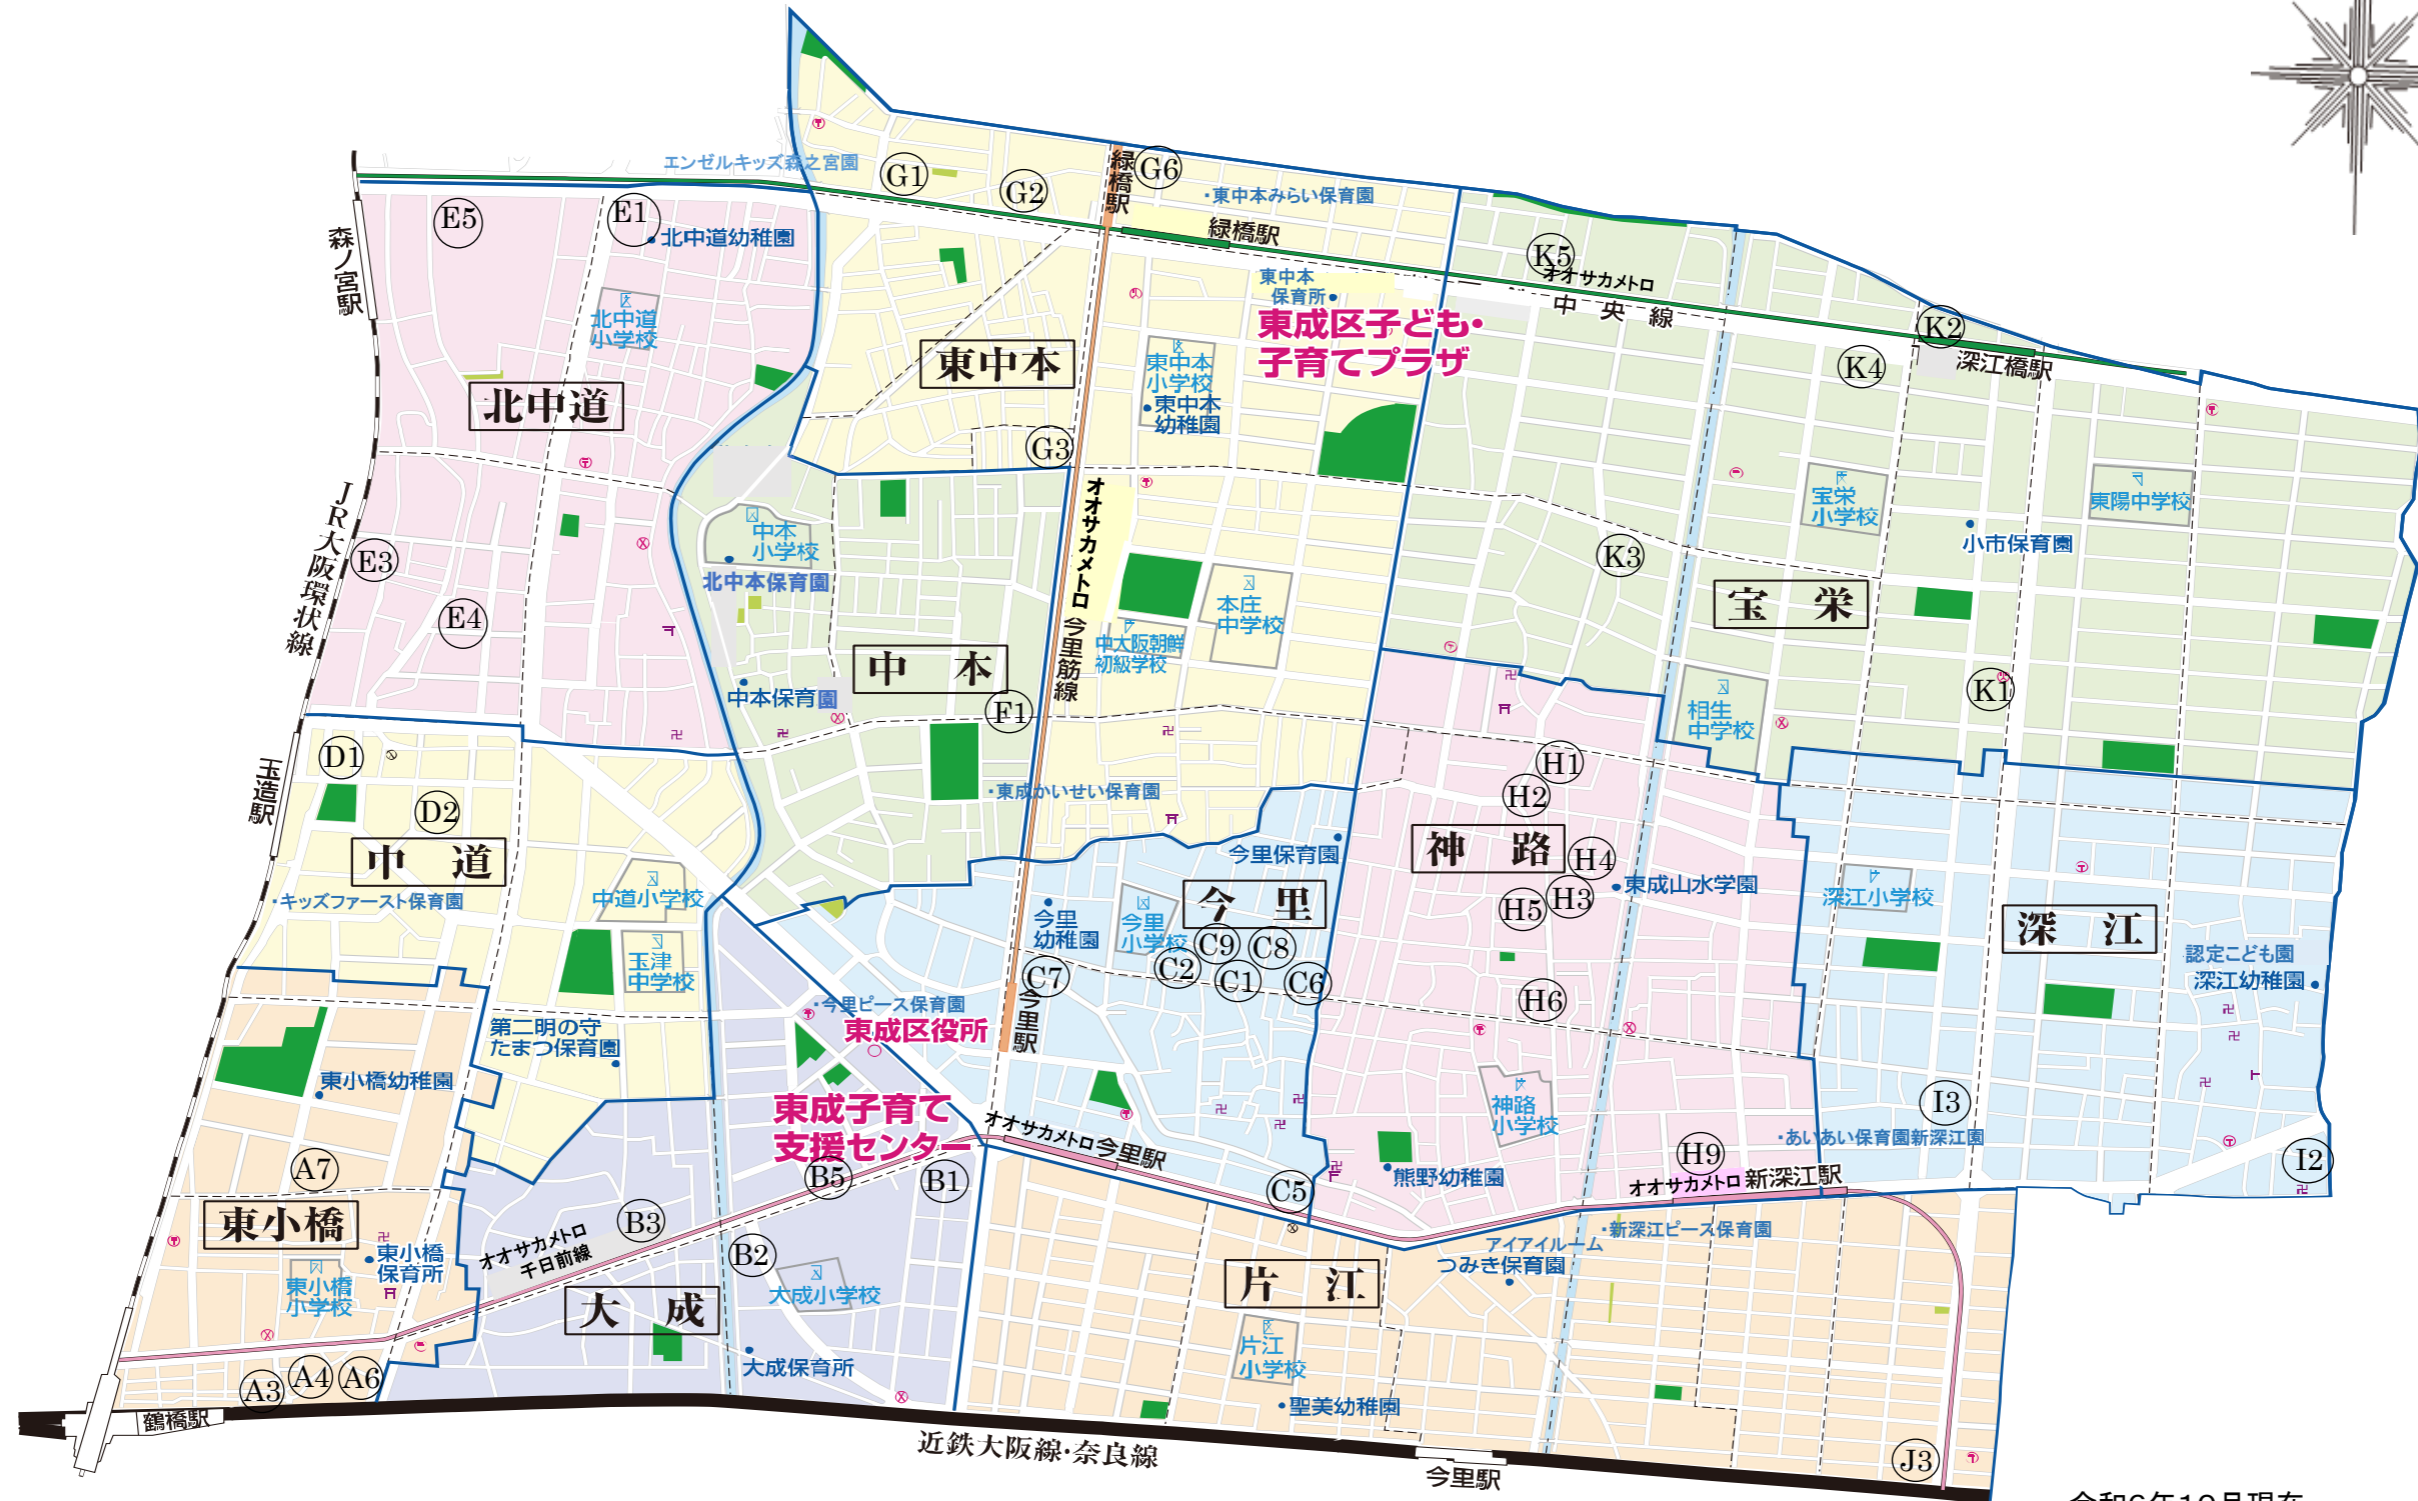 エンゼルキッズ森之宮園
G1
G2
緑橋駅
G6
・東中本みらい保育園
緑橋駅
E5
E1
北中道幼稚園
森ノ宮駅
北中道
小学校
北中道
東中本
G3
東中本
小学校
東中本
幼稚園
東中本
保育所
東成区子ども・
子育てプラザ
K5
オオサカメトロ
中央線
K2
深江橋駅
K4
宝栄
小学校
東陽中学校
小市保育園
K3
宝 栄
K1
相生
中学校
JR大阪環状線
E3
E4
中本
小学校
北中本保育園
中 本
中本保育園
F1
オオサカメトロ 今里筋線
本庄
中学校
中大阪朝鮮
初級学校
・東成かいせい保育園
玉造駅
D1
D2
中 道
・キッズファースト保育園
中道小学校
玉津
中学校
第二明の守
たまつ保育園
今里保育園
今 里
今里
幼稚園
今里
小学校
C9
C8
C2
C1
C6
C7
今里駅
H1
H2
神 路
H4
H3
H5
東成山水学園
H6
神路
小学校
熊野幼稚園
H9
オオサカメトロ 新深江駅
深江小学校
深 江
認定こども園
深江幼稚園
I3
・あいあい保育園新深江園
I2
・今里ピース保育園
東成区役所
東成子育て
支援センター
オオサカメトロ 今里駅
B5
B1
C5
東小橋幼稚園
A7
東小橋
東小橋
保育所
東小橋
小学校
A3
A4
A6
鶴橋駅
オオサカメトロ
千日前線
B3
B2
大 成
大成小学校
大成保育所
片 江
片江
小学校
聖美幼稚園
アイアイルーム
つみき保育園
・新深江ピース保育園
J3
近鉄大阪線・奈良線
今里駅
令和6年10月現在